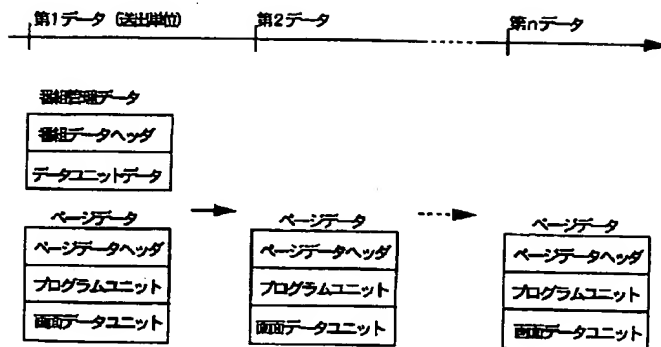 第1データ (送出単位) 第2データ 第nデータ
番組管理データ
番組データヘッダ
データユニットデータ
ページデータ ページデータ ページデータ
ページデータヘッダ ページデータヘッダ ページデータヘッダ
プログラムユニット プログラムユニット プログラムユニット
画面データユニット 画面データユニット 画面データユニット